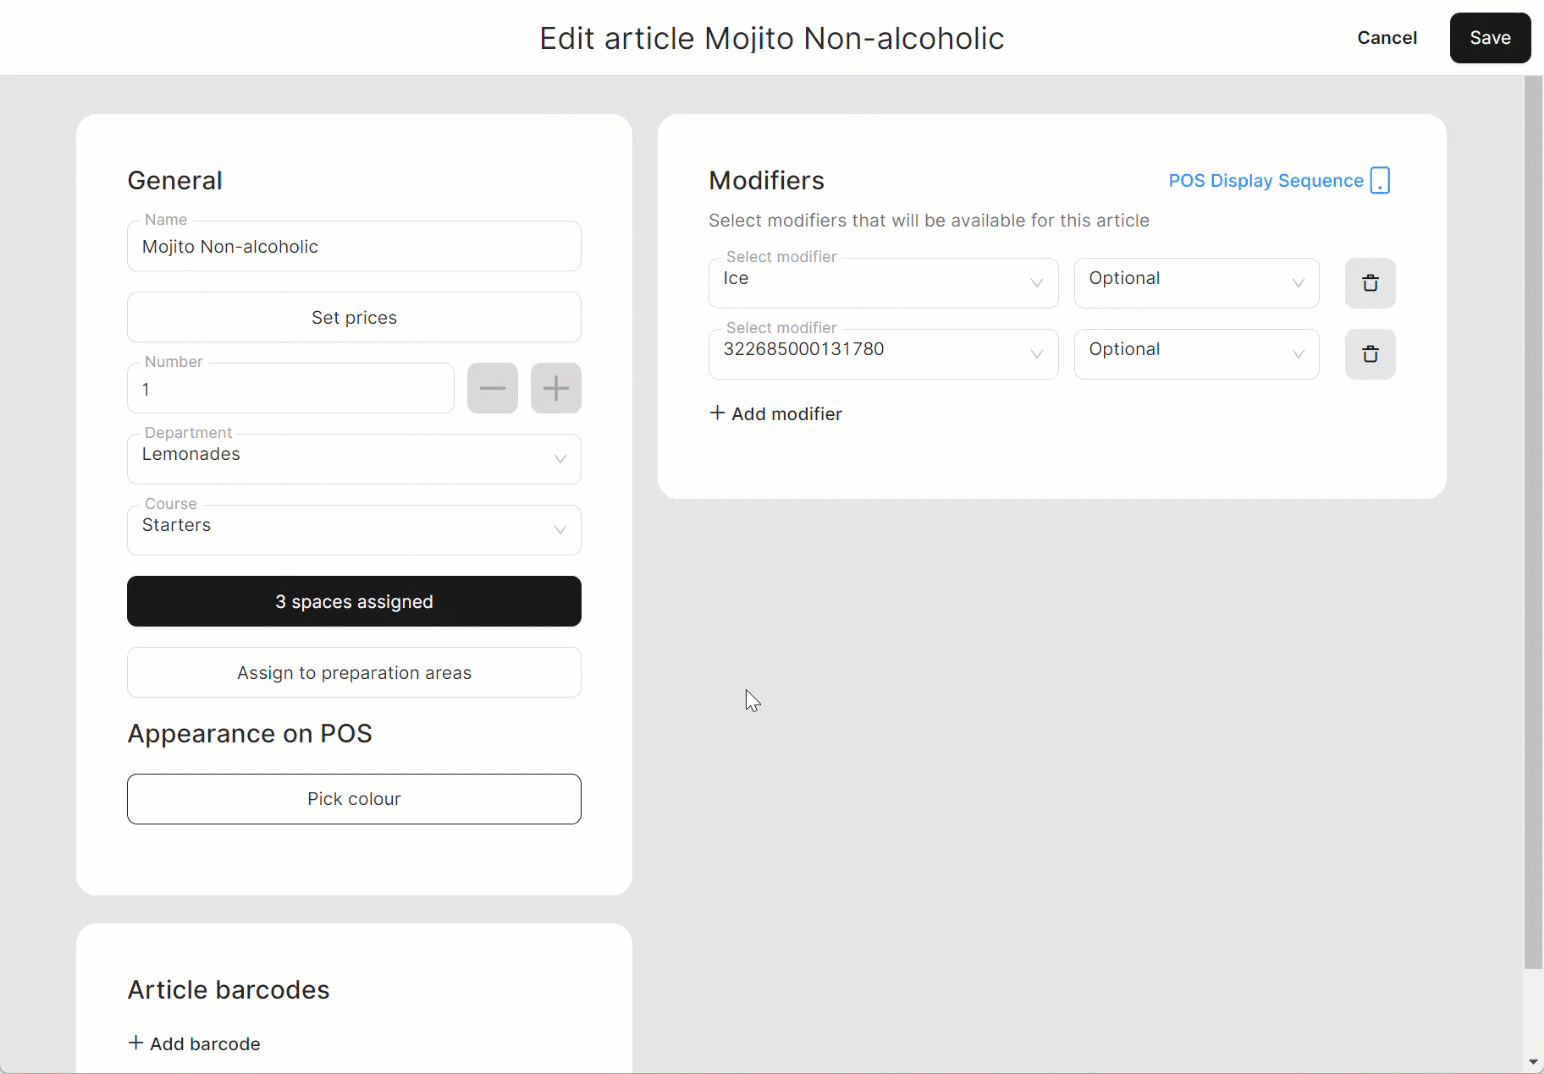 Edit article Mojito Non-alcoholic
Cancel
Save
General
Name
Mojito Non-alcoholic
Set prices
Number
1
Department
Lemonades
Course
Starters
3 spaces assigned
Assign to preparation areas
Appearance on POS
Pick colour
Article barcodes
Add barcode
Modifiers
POS Display Sequence
Select modifiers that will be available for this article
Select modifier
Ice
Optional
Select modifier
322685000131780
Optional
Add modifier